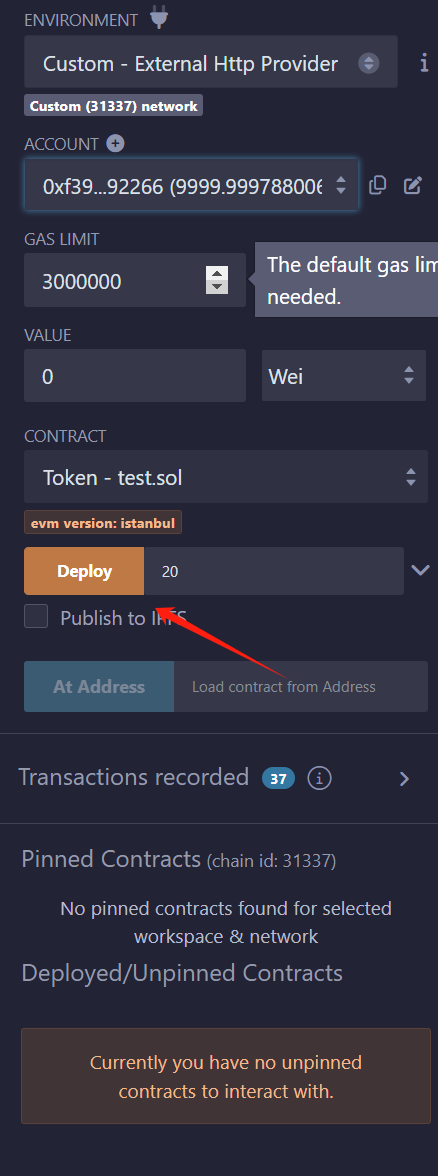 ENVIRONMENT
Custom - External Http Provider
i
Custom (31337) network
ACCOUNT
0xf39...92266 (9999.999788006
GAS LIMIT
3000000
The default gas lim
needed.
VALUE
0
Wei
CONTRACT
Token - test.sol
evm version: istanbul
Deploy
20
Publish to IPFS
At Address
Load contract from Address
Transactions recorded 37 i
Pinned Contracts (chain id: 31337)
No pinned contracts found for selected
workspace & network
Deployed/Unpinned Contracts
Currently you have no unpinned
contracts to interact with.